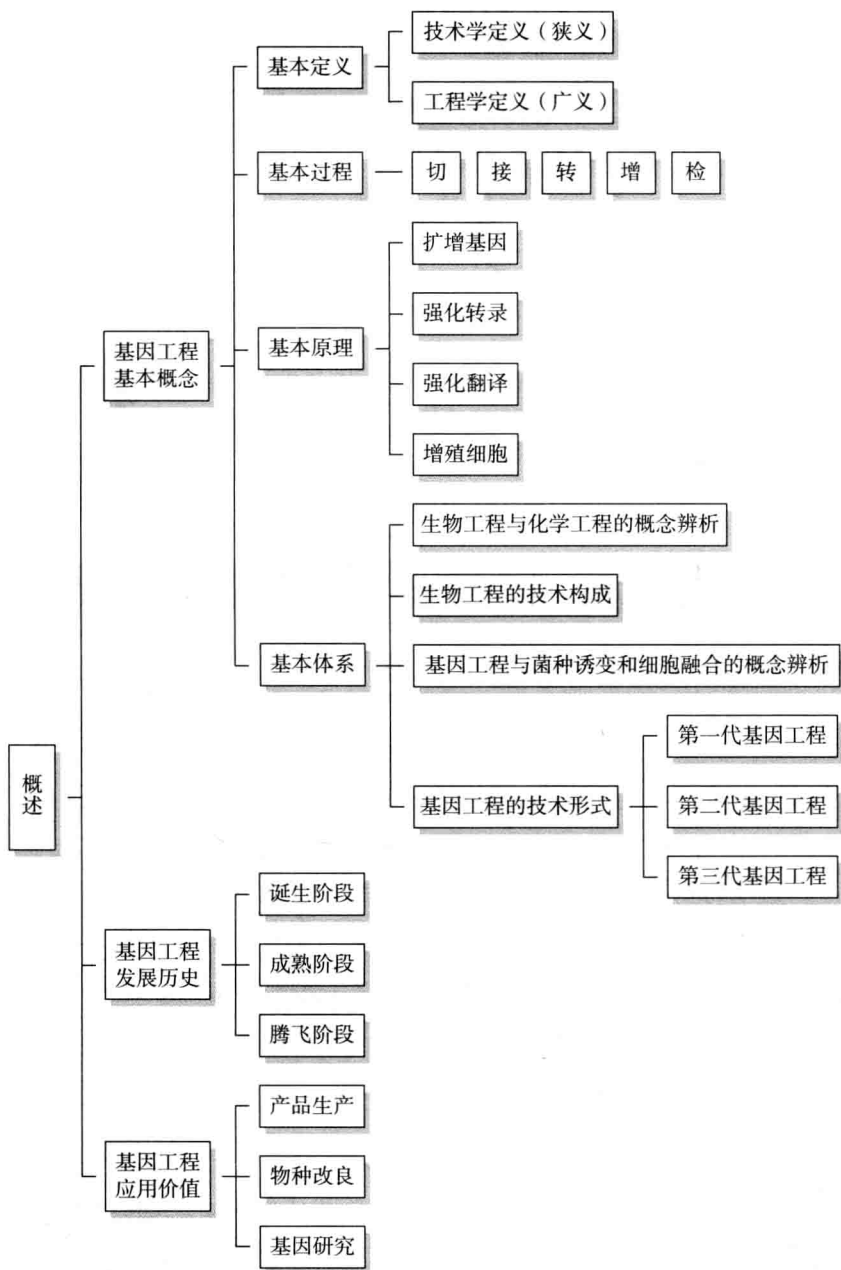 技术学定义（狭义）
基本定义
工程学定义（广义）
基本过程
切
接
转
增
检
扩增基因
强化转录
基因工程
基本概念
基本原理
强化翻译
增殖细胞
生物工程与化学工程的概念辨析
生物工程的技术构成
基本体系
基因工程与菌种诱变和细胞融合的概念辨析
第一代基因工程
概
述
基因工程的技术形式
第二代基因工程
第三代基因工程
诞生阶段
基因工程
发展历史
成熟阶段
腾飞阶段
产品生产
基因工程
应用价值
物种改良
基因研究